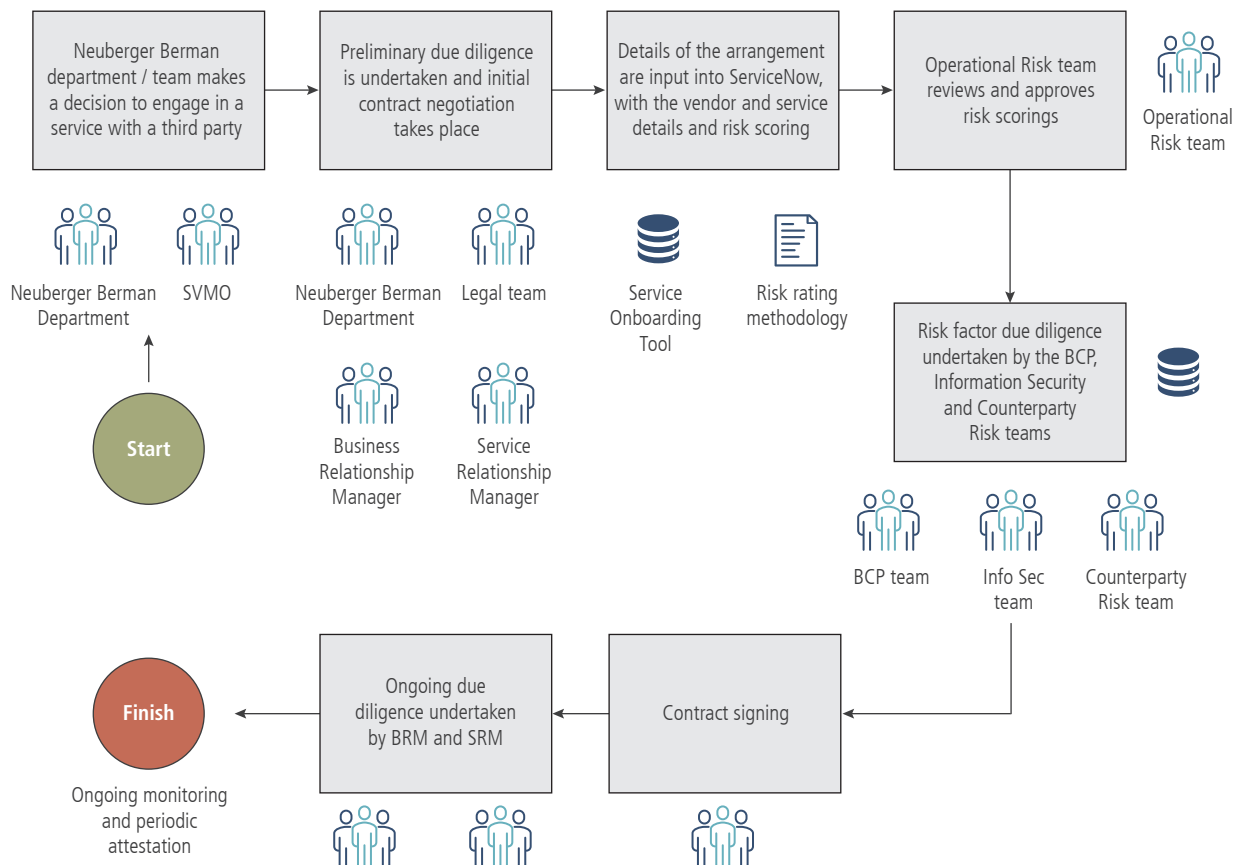 Neuberger Berman
department / team makes
a decision to engage in a
service with a third party
Preliminary due diligence
is undertaken and initial
contract negotiation
takes place
Details of the arrangement
are input into ServiceNow,
with the vendor and service
details and risk scoring
Operational Risk team
reviews and approves
risk scorings
Operational
Risk team
Neuberger Berman
Department
SVMO
Neuberger Berman
Department
Legal team
Service
Onboarding
Tool
Risk rating
methodology
Business
Relationship
Manager
Service
Relationship
Manager
Start
Risk factor due diligence
undertaken by the BCP,
Information Security
and Counterparty
Risk teams
BCP team
Info Sec
team
Counterparty
Risk team
Contract signing
Ongoing due
diligence undertaken
by BRM and SRM
Finish
Ongoing monitoring
and periodic
attestation